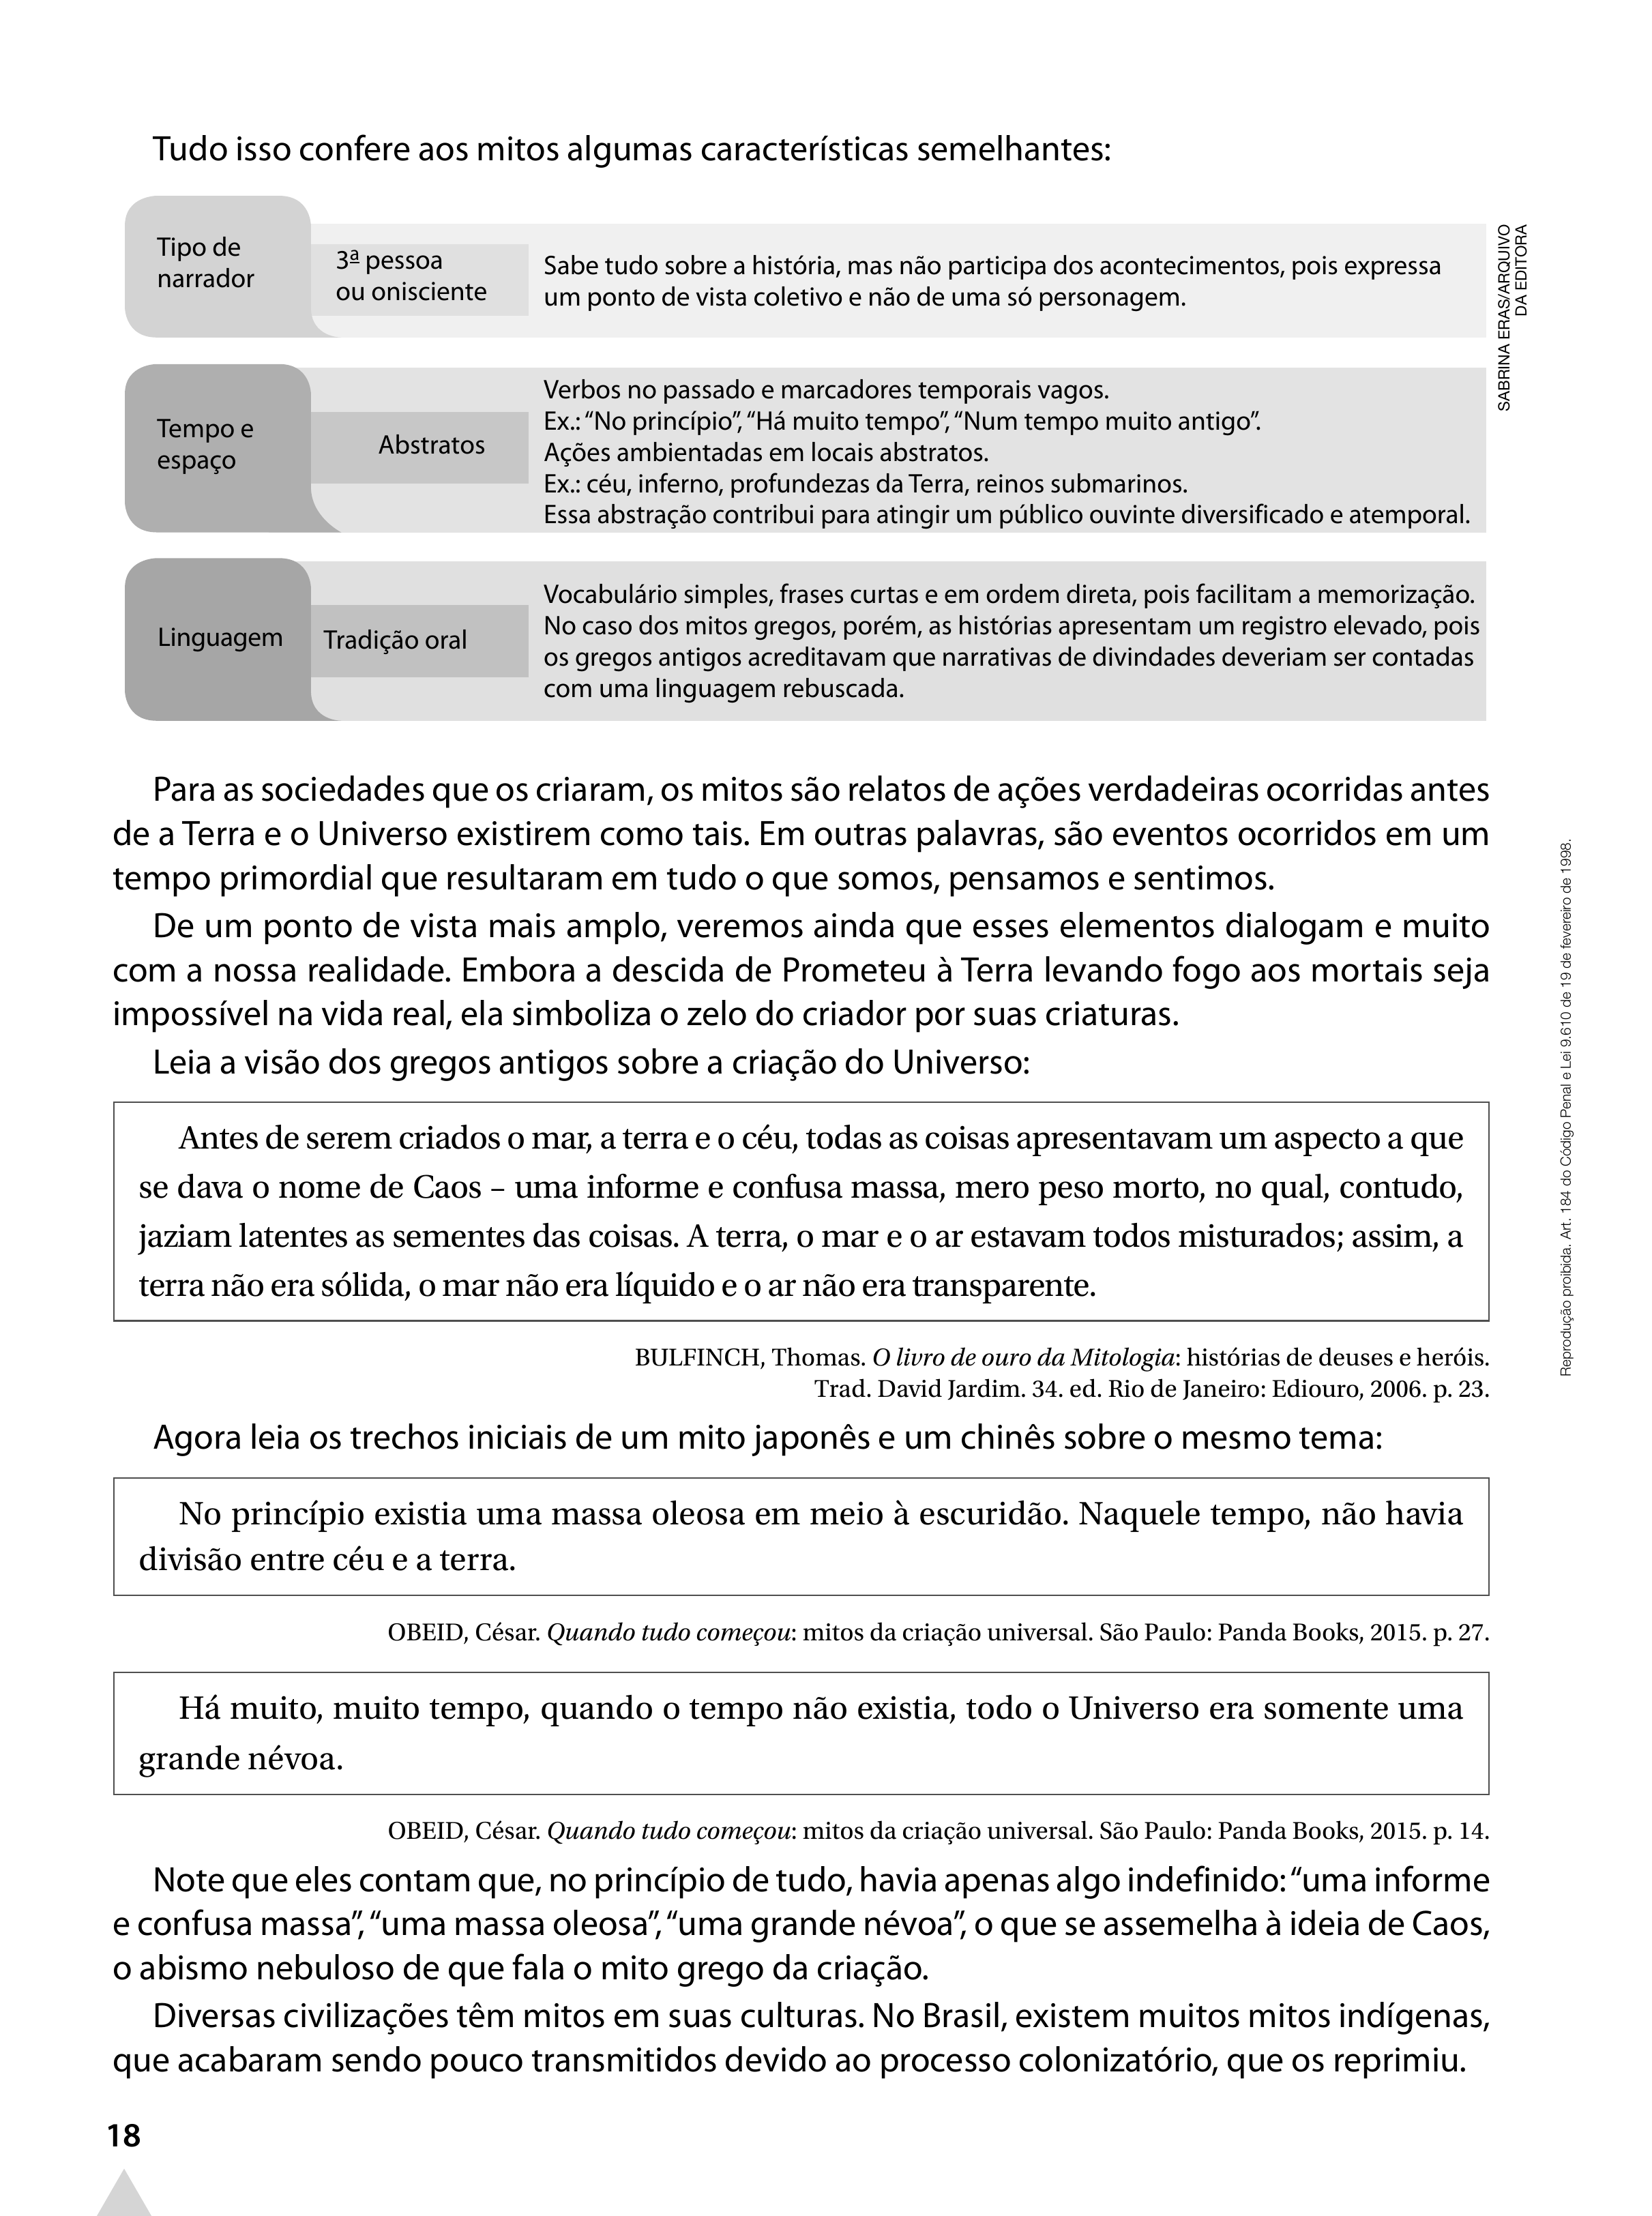 Tudo isso confere aos mitos algumas características semelhantes:
Tipo de
narrador
3ª pessoa
ou onisciente
Sabe tudo sobre a história, mas não participa dos acontecimentos, pois expressa
um ponto de vista coletivo e não de uma só personagem.
SABRINA ERAS/ARQUIVO
DA EDITORA
Tempo e
espaço
Abstratos
Verbos no passado e marcadores temporais vagos.
Ex.: “No princípio”, “Há muito tempo”, “Num tempo muito antigo”.
Ações ambientadas em locais abstratos.
Ex.: céu, inferno, profundezas da Terra, reinos submarinos.
Essa abstração contribui para atingir um público ouvinte diversificado e atemporal.
Linguagem
Tradição oral
Vocabulário simples, frases curtas e em ordem direta, pois facilitam a memorização.
No caso dos mitos gregos, porém, as histórias apresentam um registro elevado, pois
os gregos antigos acreditavam que narrativas de divindades deveriam ser contadas
com uma linguagem rebuscada.
Para as sociedades que os criaram, os mitos são relatos de ações verdadeiras ocorridas antes
de a Terra e o Universo existirem como tais. Em outras palavras, são eventos ocorridos em um
tempo primordial que resultaram em tudo o que somos, pensamos e sentimos.
De um ponto de vista mais amplo, veremos ainda que esses elementos dialogam e muito
com a nossa realidade. Embora a descida de Prometeu à Terra levando fogo aos mortais seja
impossível na vida real, ela simboliza o zelo do criador por suas criaturas.
Leia a visão dos gregos antigos sobre a criação do Universo:
Antes de serem criados o mar, a terra e o céu, todas as coisas apresentavam um aspecto a que
se dava o nome de Caos – uma informe e confusa massa, mero peso morto, no qual, contudo,
jaziam latentes as sementes das coisas. A terra, o mar e o ar estavam todos misturados; assim, a
terra não era sólida, o mar não era líquido e o ar não era transparente.
BULFINCH, Thomas. O livro de ouro da Mitologia: histórias de deuses e heróis.
Trad. David Jardim. 34. ed. Rio de Janeiro: Ediouro, 2006. p. 23.
Agora leia os trechos iniciais de um mito japonês e um chinês sobre o mesmo tema:
No princípio existia uma massa oleosa em meio à escuridão. Naquele tempo, não havia
divisão entre céu e a terra.
OBEID, César. Quando tudo começou: mitos da criação universal. São Paulo: Panda Books, 2015. p. 27.
Há muito, muito tempo, quando o tempo não existia, todo o Universo era somente uma
grande névoa.
OBEID, César. Quando tudo começou: mitos da criação universal. São Paulo: Panda Books, 2015. p. 14.
Note que eles contam que, no princípio de tudo, havia apenas algo indefinido: “uma informe
e confusa massa”, “uma massa oleosa”, “uma grande névoa”, o que se assemelha à ideia de Caos,
o abismo nebuloso de que fala o mito grego da criação.
Diversas civilizações têm mitos em suas culturas. No Brasil, existem muitos mitos indígenas,
que acabaram sendo pouco transmitidos devido ao processo colonizatório, que os reprimiu.
Reprodução proibida. Art. 184 do Código Penal e Lei 9.610 de 19 de fevereiro de 1998.
18